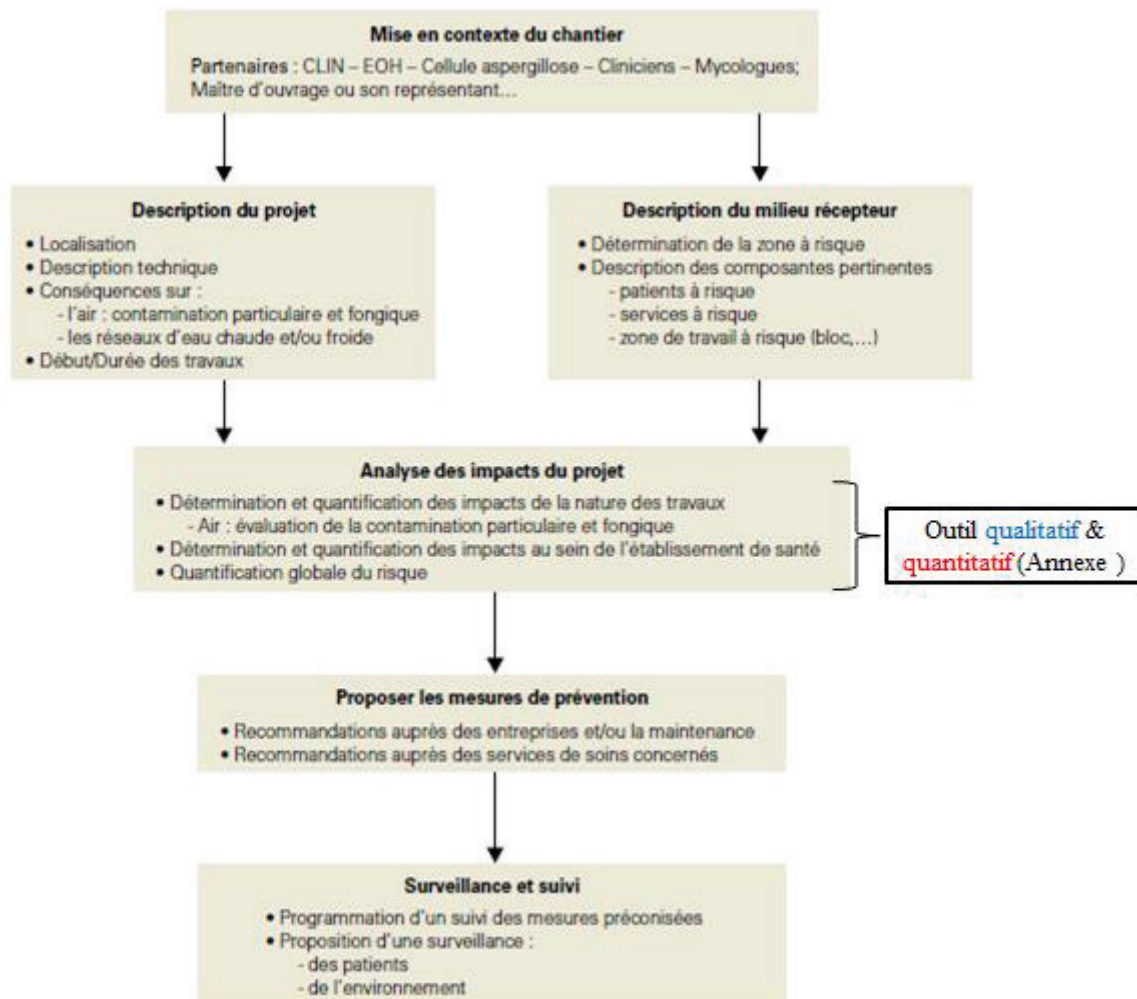 Mise en contexte du chantier
Partenaires : CLIN – EOH – Cellule aspergillose – Cliniciens – Mycologues;
Maître d'ouvrage ou son représentant...
Description du projet
• Localisation
• Description technique
• Conséquences sur :
- l'air : contamination particulaire et fongique
- les réseaux d'eau chaude et/ou froide
• Début/Durée des travaux
Description du milieu récepteur
• Détermination de la zone à risque
• Description des composantes pertinentes
- patients à risque
- services à risque
- zone de travail à risque (bloc,...)
Analyse des impacts du projet
• Détermination et quantification des impacts de la nature des travaux
- Air : évaluation de la contamination particulaire et fongique
• Détermination et quantification des impacts au sein de l'établissement de santé
• Quantification globale du risque
Outil qualitatif &
quantitatif (Annexe )
Proposer les mesures de prévention
• Recommandations auprès des entreprises et/ou la maintenance
• Recommandations auprès des services de soins concernés
Surveillance et suivi
• Programmation d'un suivi des mesures préconisées
• Proposition d'une surveillance :
- des patients
- de l'environnement